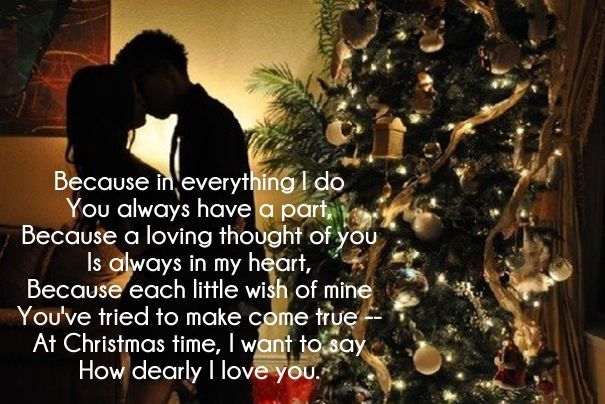 Because in everything I do
You always have a part,
Because a loving thought of you
Is always in my heart,
Because each little wish of mine
You've tried to make come true --
At Christmas time, I want to say
How dearly I love you.